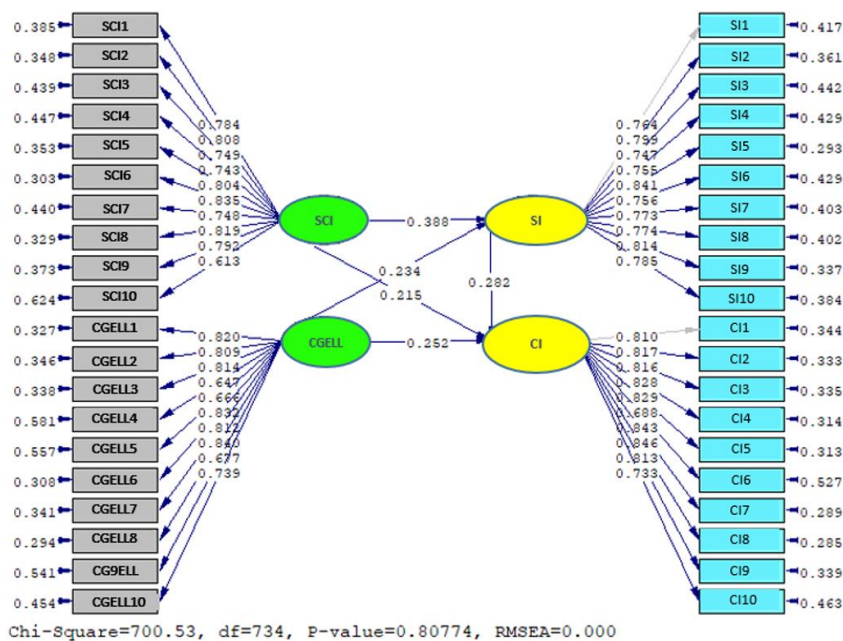 0.385 SCI1
0.348 SCI2
0.439 SCI3
0.447 SCI4
0.353 SCI5
0.303 SCI6
0.440 SCI7
0.329 SCI8
0.373 SCI9
0.624 SCI10
0.327 CGELL1
0.346 CGELL2
0.338 CGELL3
0.581 CGELL4
0.557 CGELL5
0.308 CGELL6
0.341 CGELL7
0.294 CGELL8
0.541 CG9ELL
0.454 CGELL10
0.784
0.808
0.749
0.743
0.804
0.835
0.748
0.819
0.792
0.613
0.820
0.809
0.814
0.647
0.666
0.832
0.812
0.840
0.677
0.739
SCI
0.388
SI
0.234
0.215
0.282
CGELL
0.252
CI
0.764
0.799
0.747
0.755
0.841
0.756
0.773
0.774
0.814
0.785
0.810
0.817
0.816
0.828
0.829
0.688
0.843
0.846
0.813
0.733
SI1 0.417
SI2 0.361
SI3 0.442
SI4 0.429
SI5 0.293
SI6 0.429
SI7 0.403
SI8 0.402
SI9 0.337
SI10 0.384
CI1 0.344
CI2 0.333
CI3 0.335
CI4 0.314
CI5 0.313
CI6 0.527
CI7 0.289
CI8 0.285
CI9 0.339
CI10 0.463
Chi-Square=700.53, df=734, P-value=0.80774, RMSEA=0.000